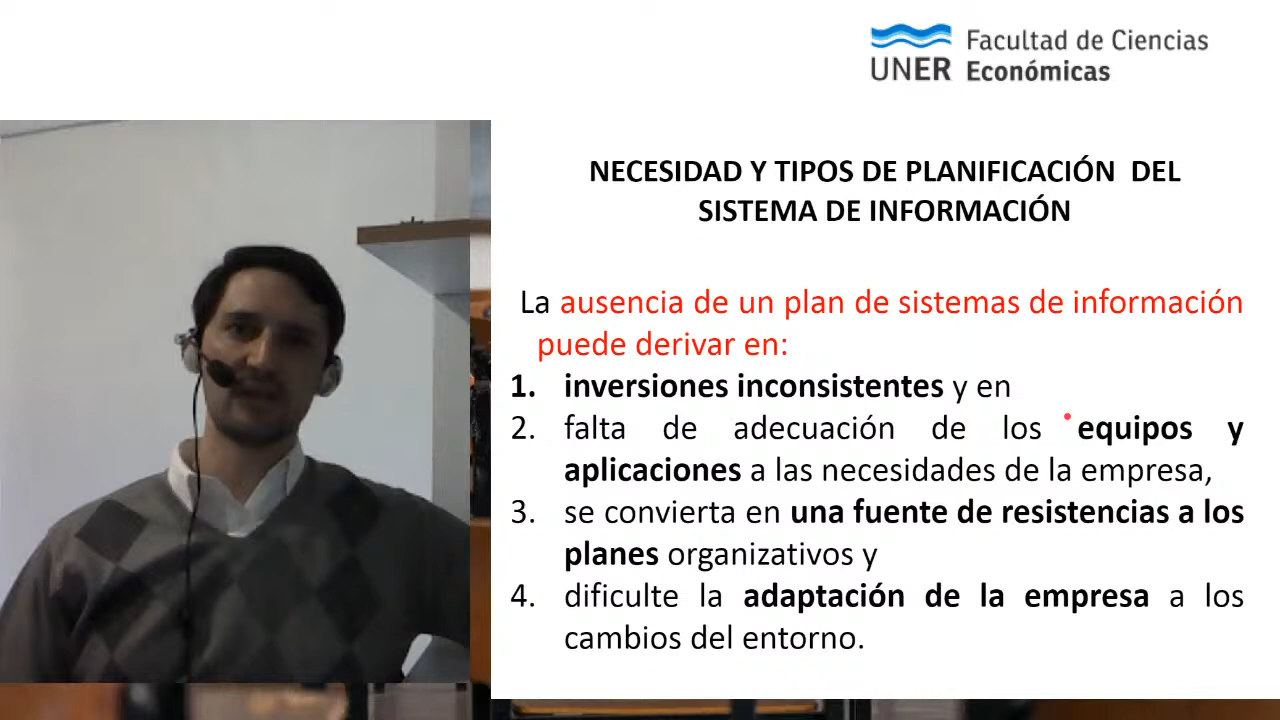 UNER Facultad de Ciencias
Económicas
NECESIDAD Y TIPOS DE PLANIFICACIÓN DEL
SISTEMA DE INFORMACIÓN
La ausencia de un plan de sistemas de información
puede derivar en:
1. inversiones inconsistentes y en
2. falta de adecuación de los equipos y
aplicaciones a las necesidades de la empresa,
3. se convierta en una fuente de resistencias a los
planes organizativos y
4. dificulte la adaptación de la empresa a los
cambios del entorno.